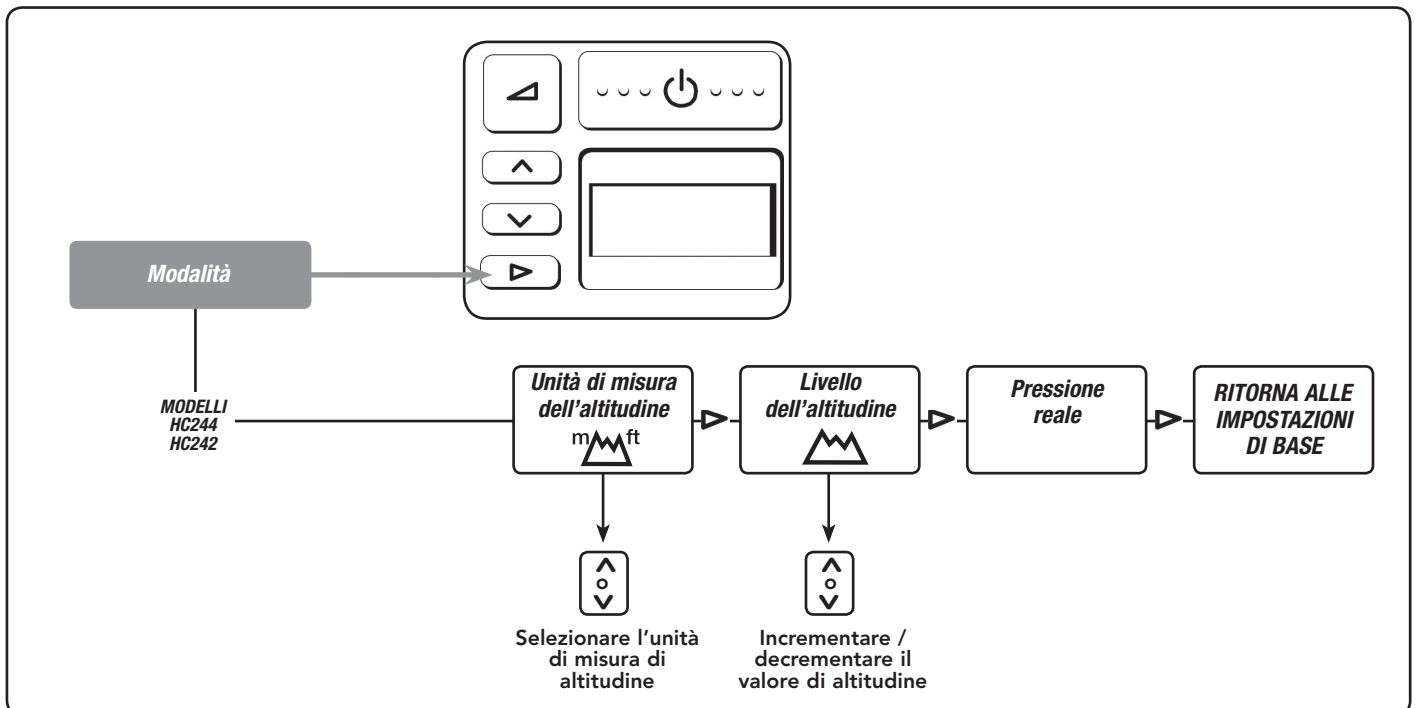 Modalità
MODELLI
HC244
HC242
Unità di misura
dell'altitudine
m ft
Livello
dell'altitudine
Pressione
reale
RITORNA ALLE
IMPOSTAZIONI
DI BASE
Selezionare l'unità
di misura di
altitudine
Incrementare /
decrementare il
valore di altitudine